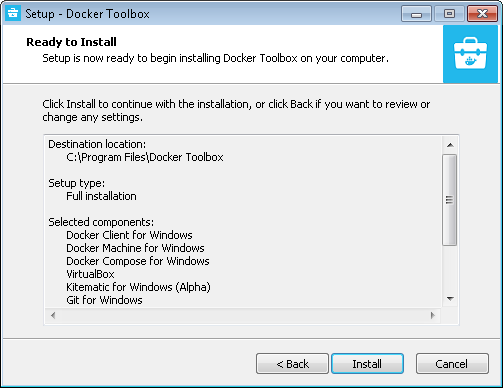 Setup - Docker Toolbox
Ready to Install
Setup is now ready to begin installing Docker Toolbox on your computer.
Click Install to continue with the installation, or click Back if you want to review or
change any settings.
Destination location:
C:\Program Files\Docker Toolbox
Setup type:
Full installation
Selected components:
Docker Client for Windows
Docker Machine for Windows
Docker Compose for Windows
VirtualBox
Kitematic for Windows (Alpha)
Git for Windows
< Back
Install
Cancel